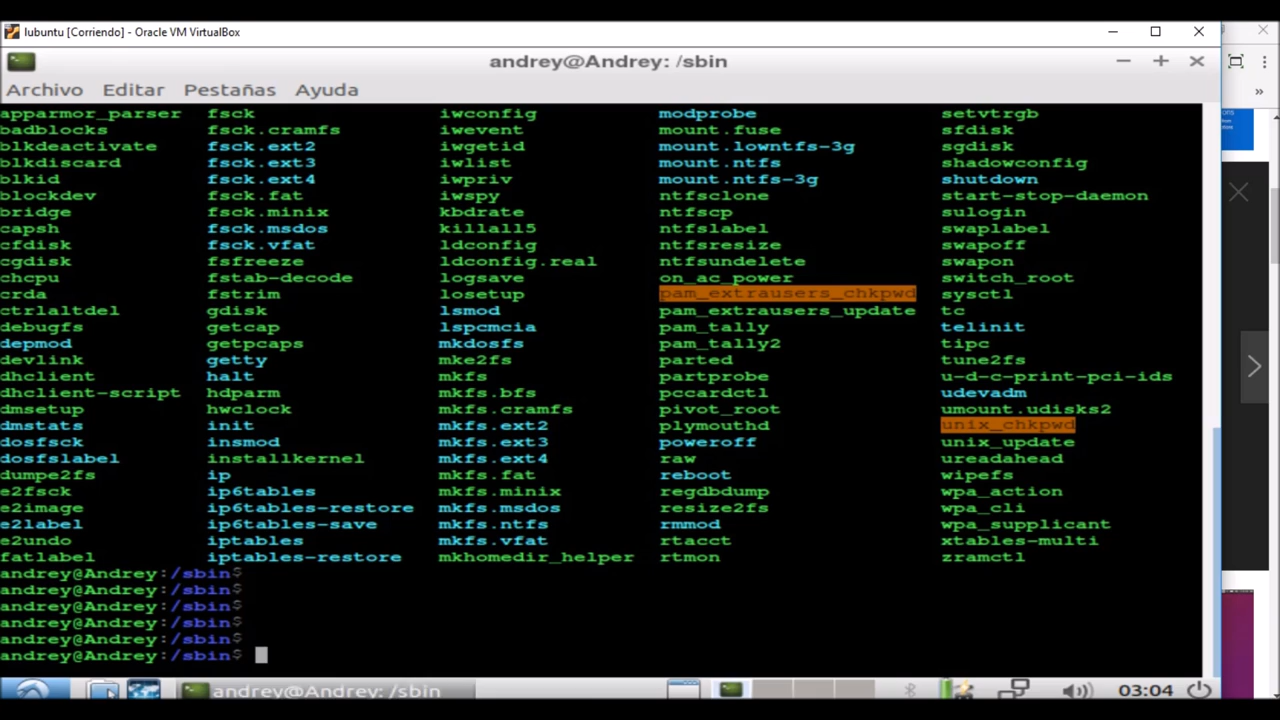 lubuntu [Corriendo] - Oracle VM VirtualBox
andrey@Andrey: /sbin
Archivo Editar Pestañas Ayuda
apparmor_parser fsck iwconfig modprobe setvtrgb
badblocks fsck.cramfs iwevent mount.fuse sfdisk
blkdeactivate fsck.ext2 iwgetid mount.lowntfs-3g sgdisk
blkdiscard fsck.ext3 iwlist mount.ntfs shadowconfig
blkid fsck.ext4 iwpriv mount.ntfs-3g shutdown
blockdev fsck.fat iwspy ntfsclone start-stop-daemon
bridge fsck.minix kbdrate ntfscp sulogin
capsh fsck.msdos killall5 ntfslabel swaplabel
cfdisk fsck.vfat ldconfig ntfsresize swapoff
cgdisk fsfreeze ldconfig.real ntfsundelete swapon
chcpu fstab-decode logsave on_ac_power switch_root
crda fstrim losetup pam_extrausers_chkpwd sysctl
ctrlaltdel gdisk lsmod pam_extrausers_update tc
debugfs getcap lspcmcia pam_tally telinit
depmod getpcaps mkdosfs pam_tally2 tipc
devlink getty mke2fs parted tune2fs
dhclient halt mkfs partprobe u-d-c-print-pci-ids
dhclient-script hdparm mkfs.bfs pccardctl udevadm
dmsetup hwclock mkfs.cramfs pivot_root umount.udisks2
dmstats init mkfs.ext2 plymouthd unix_chkpwd
dosfsck insmod mkfs.ext3 poweroff unix_update
dosfslabel installkernel mkfs.ext4 raw ureadahead
dumpe2fs ip mkfs.fat reboot wipefs
e2fsck ip6tables mkfs.minix regdbdump wpa_action
e2image ip6tables-restore mkfs.msdos resize2fs wpa_cli
e2label ip6tables-save mkfs.ntfs rmmod wpa_supplicant
e2undo iptables mkfs.vfat rtacct xtables-multi
fatlabel iptables-restore mkhomedir_helper rtmon zramctl
andrey@Andrey:/sbin$
andrey@Andrey:/sbin$
andrey@Andrey:/sbin$
andrey@Andrey:/sbin$
andrey@Andrey:/sbin$
andrey@Andrey:/sbin$
andrey@Andrey: /sbin
03:04